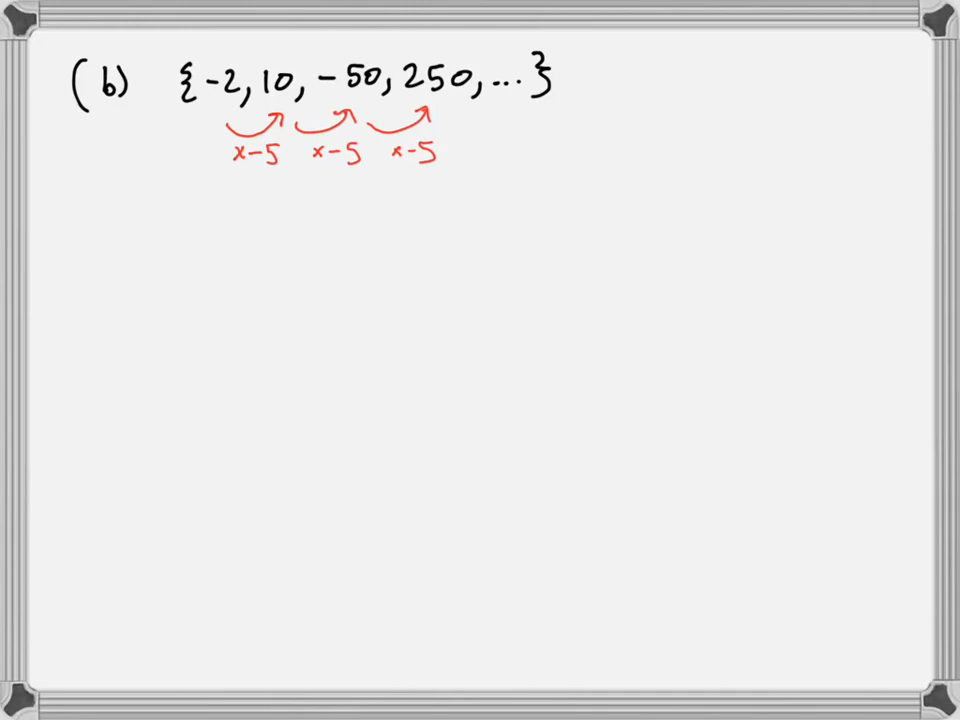 (b) {-2, 10, -50, 250, ...}
×-5 ×-5 ×-5